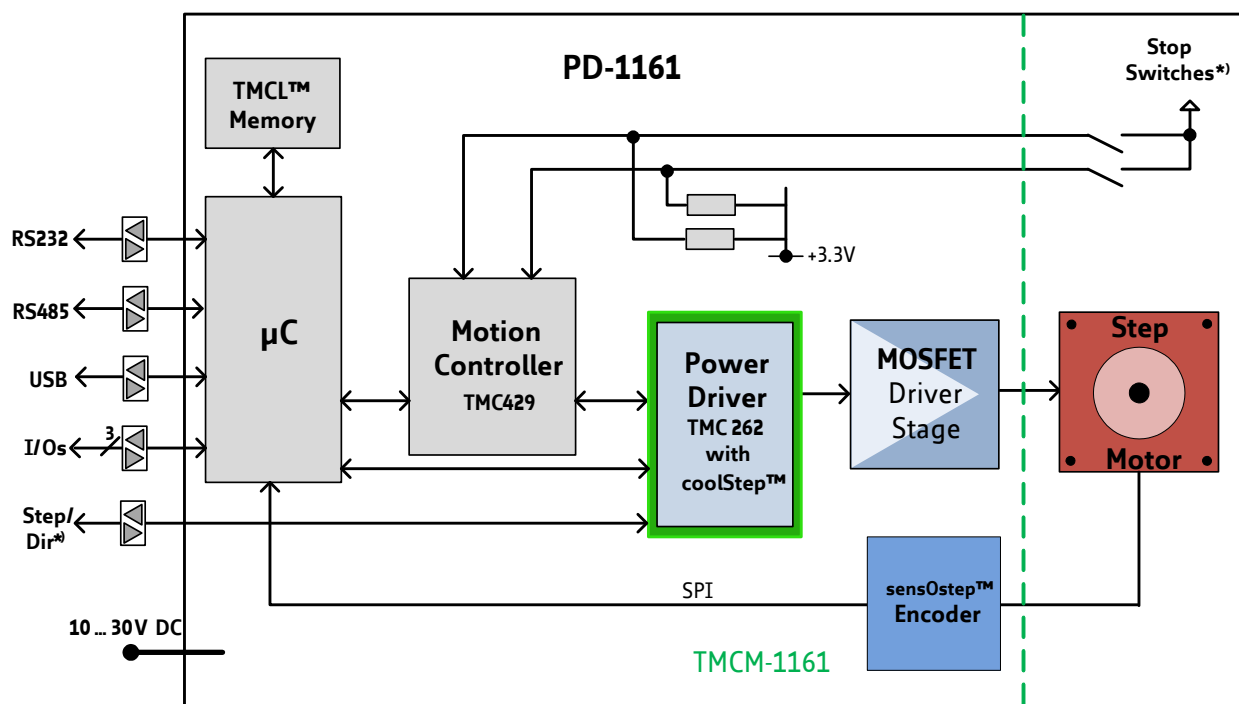 PD-1161
Stop
Switches*)
TMCL™
Memory
RS232
RS485
USB
I/Os
3
Step/
Dir*)
10 ... 30V DC
µC
+3.3V
Motion
Controller
TMC429
Power
Driver
TMC 262
with
coolStep™
MOSFET
Driver
Stage
Step
Motor
SPI
sensOstep™
Encoder
TMCM-1161